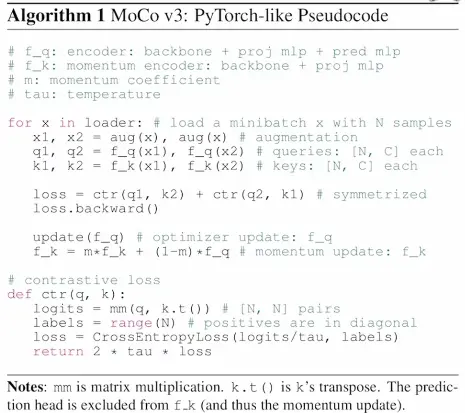 Algorithm 1 MoCo v3: PyTorch-like Pseudocode
# f_q: encoder: backbone + proj mlp + pred mlp
# f_k: momentum encoder: backbone + proj mlp
# m: momentum coefficient
# tau: temperature
for x in loader: # load a minibatch x with N samples
x1, x2 = aug(x), aug(x) # augmentation
q1, q2 = f_q(x1), f_q(x2) # queries: [N, C] each
k1, k2 = f_k(x1), f_k(x2) # keys: [N, C] each
loss = ctr(q1, k2) + ctr(q2, k1) # symmetrized
loss.backward()
update(f_q) # optimizer update: f_q
f_k = m*f_k + (1-m)*f_q # momentum update: f_k
# contrastive loss
def ctr(q, k):
logits = mm(q, k.t()) # [N, N] pairs
labels = range(N) # positives are in diagonal
loss = CrossEntropyLoss(logits/tau, labels)
return 2 * tau * loss
Notes: mm is matrix multiplication. k.t() is k's transpose. The predic-
tion head is excluded from f_k (and thus the momentum update).